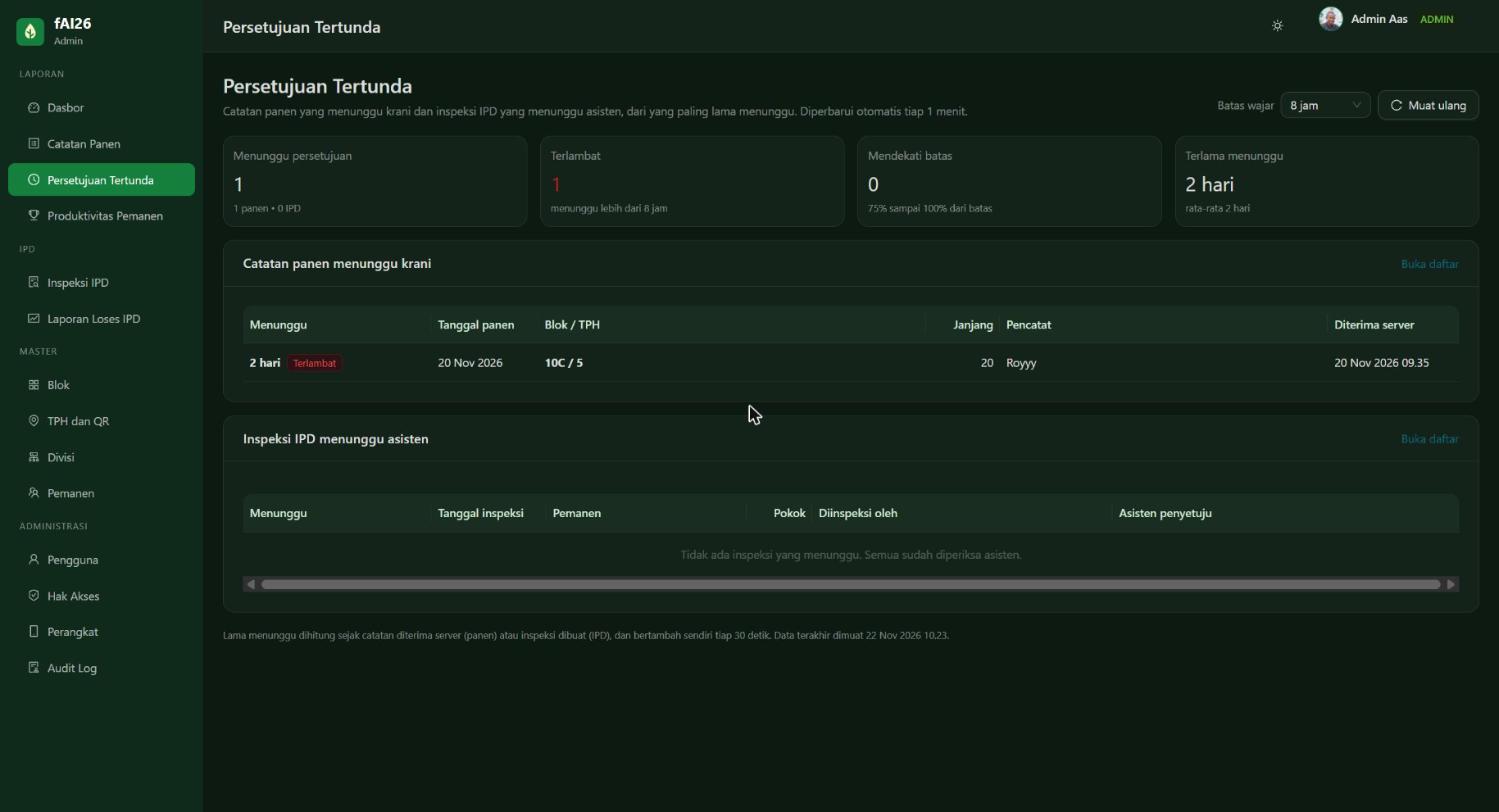 fAI26
Admin
LAPORAN
Dasbor
Catatan Panen
Persetujuan Tertunda
Produktivitas Pemanen
IPD
Inspeksi IPD
Laporan Loses IPD
MASTER
Blok
TPH dan QR
Divisi
Pemanen
ADMINISTRASI
Pengguna
Hak Akses
Perangkat
Audit Log
Persetujuan Tertunda
Admin Aas ADMIN
Persetujuan Tertunda
Catatan panen yang menunggu krani dan inspeksi IPD yang menunggu asisten, dari yang paling lama menunggu. Diperbarui otomatis tiap 1 menit.
Batas wajar 8 jam Muat ulang
Menunggu persetujuan
1
1 panen • 0 IPD
Terlambat
1
menunggu lebih dari 8 jam
Mendekati batas
0
75% sampai 100% dari batas
Terlama menunggu
2 hari
rata-rata 2 hari
Catatan panen menunggu krani Buka daftar
Menunggu Tanggal panen Blok / TPH Janjang Pencatat Diterima server
2 hari Terlambat 20 Nov 2026 10C / 5 20 Royyy 20 Nov 2026 09.35
Inspeksi IPD menunggu asisten Buka daftar
Menunggu Tanggal inspeksi Pemanen Pokok Diinspeksi oleh Asisten penyetuju
Tidak ada inspeksi yang menunggu. Semua sudah diperiksa asisten.
Lama menunggu dihitung sejak catatan diterima server (panen) atau inspeksi dibuat (IPD), dan bertambah sendiri tiap 30 detik. Data terakhir dimuat 22 Nov 2026 10.23.